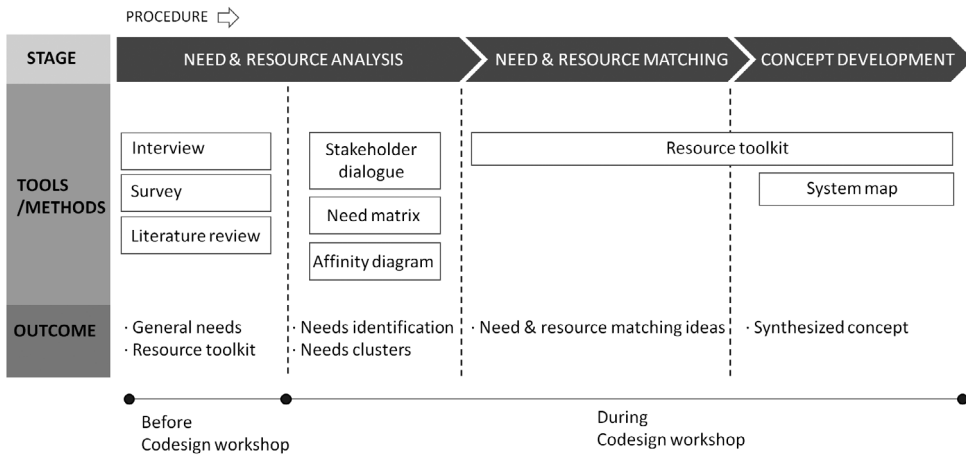 PROCEDURE
STAGE
NEED & RESOURCE ANALYSIS
NEED & RESOURCE MATCHING
CONCEPT DEVELOPMENT
TOOLS
/METHODS
Interview
Survey
Literature review
Stakeholder
dialogue
Need matrix
Affinity diagram
Resource toolkit
System map
OUTCOME
· General needs
· Resource toolkit
· Needs identification
· Needs clusters
· Need & resource matching ideas
· Synthesized concept
Before
Codesign workshop
During
Codesign workshop